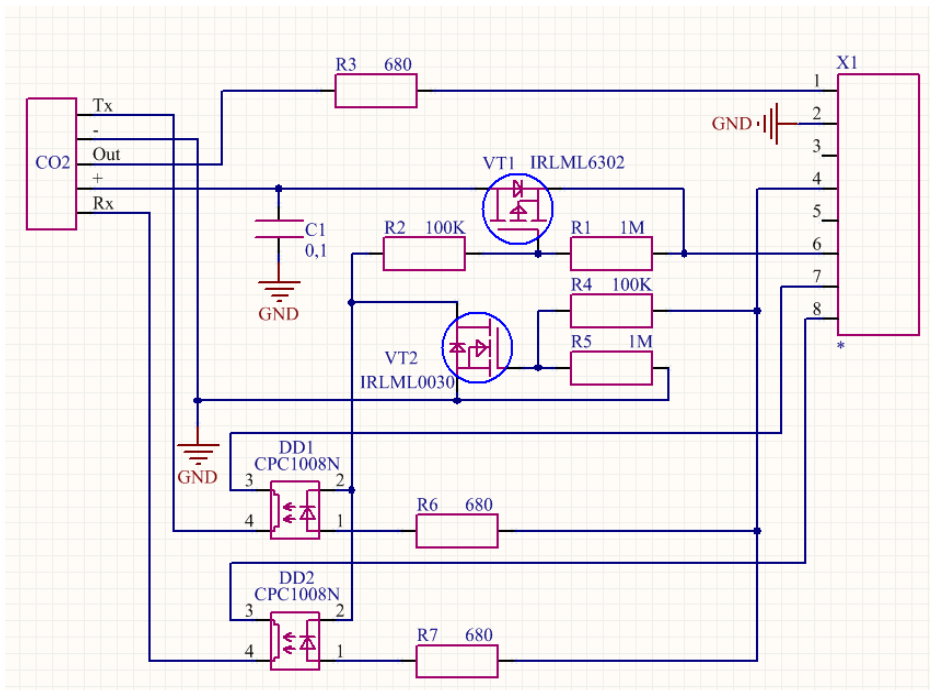 X1
R3 680
1
Tx
2
GND
-
3
Out
CO2
VT1 IRLML6302
+
4
Rx
5
C1
0,1
R2 100K
R1 1M
6
7
R4 100K
GND
8
R5 1M
*
VT2
IRLML0030
DD1
CPC1008N
GND
3
2
R6 680
4
1
DD2
CPC1008N
3
2
R7 680
4
1